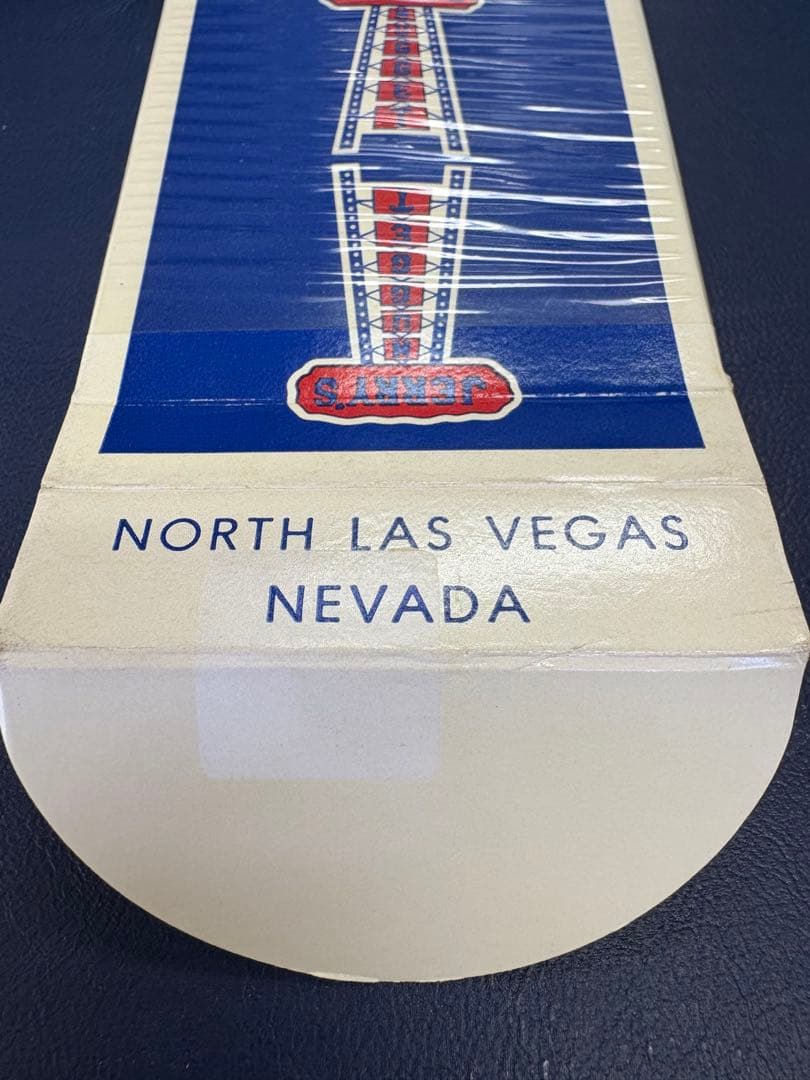 NUGGET
NUGGET
JERRY'S
NORTH LAS VEGAS
NEVADA